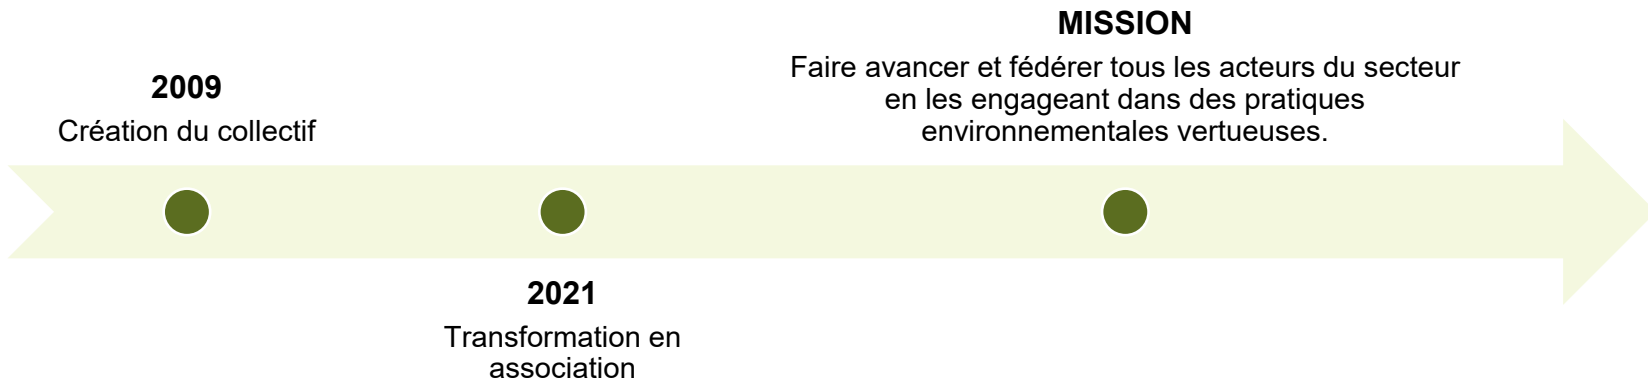 2009
Création du collectif
2021
Transformation en
association
MISSION
Faire avancer et fédérer tous les acteurs du secteur
en les engageant dans des pratiques
environnementales vertueuses.